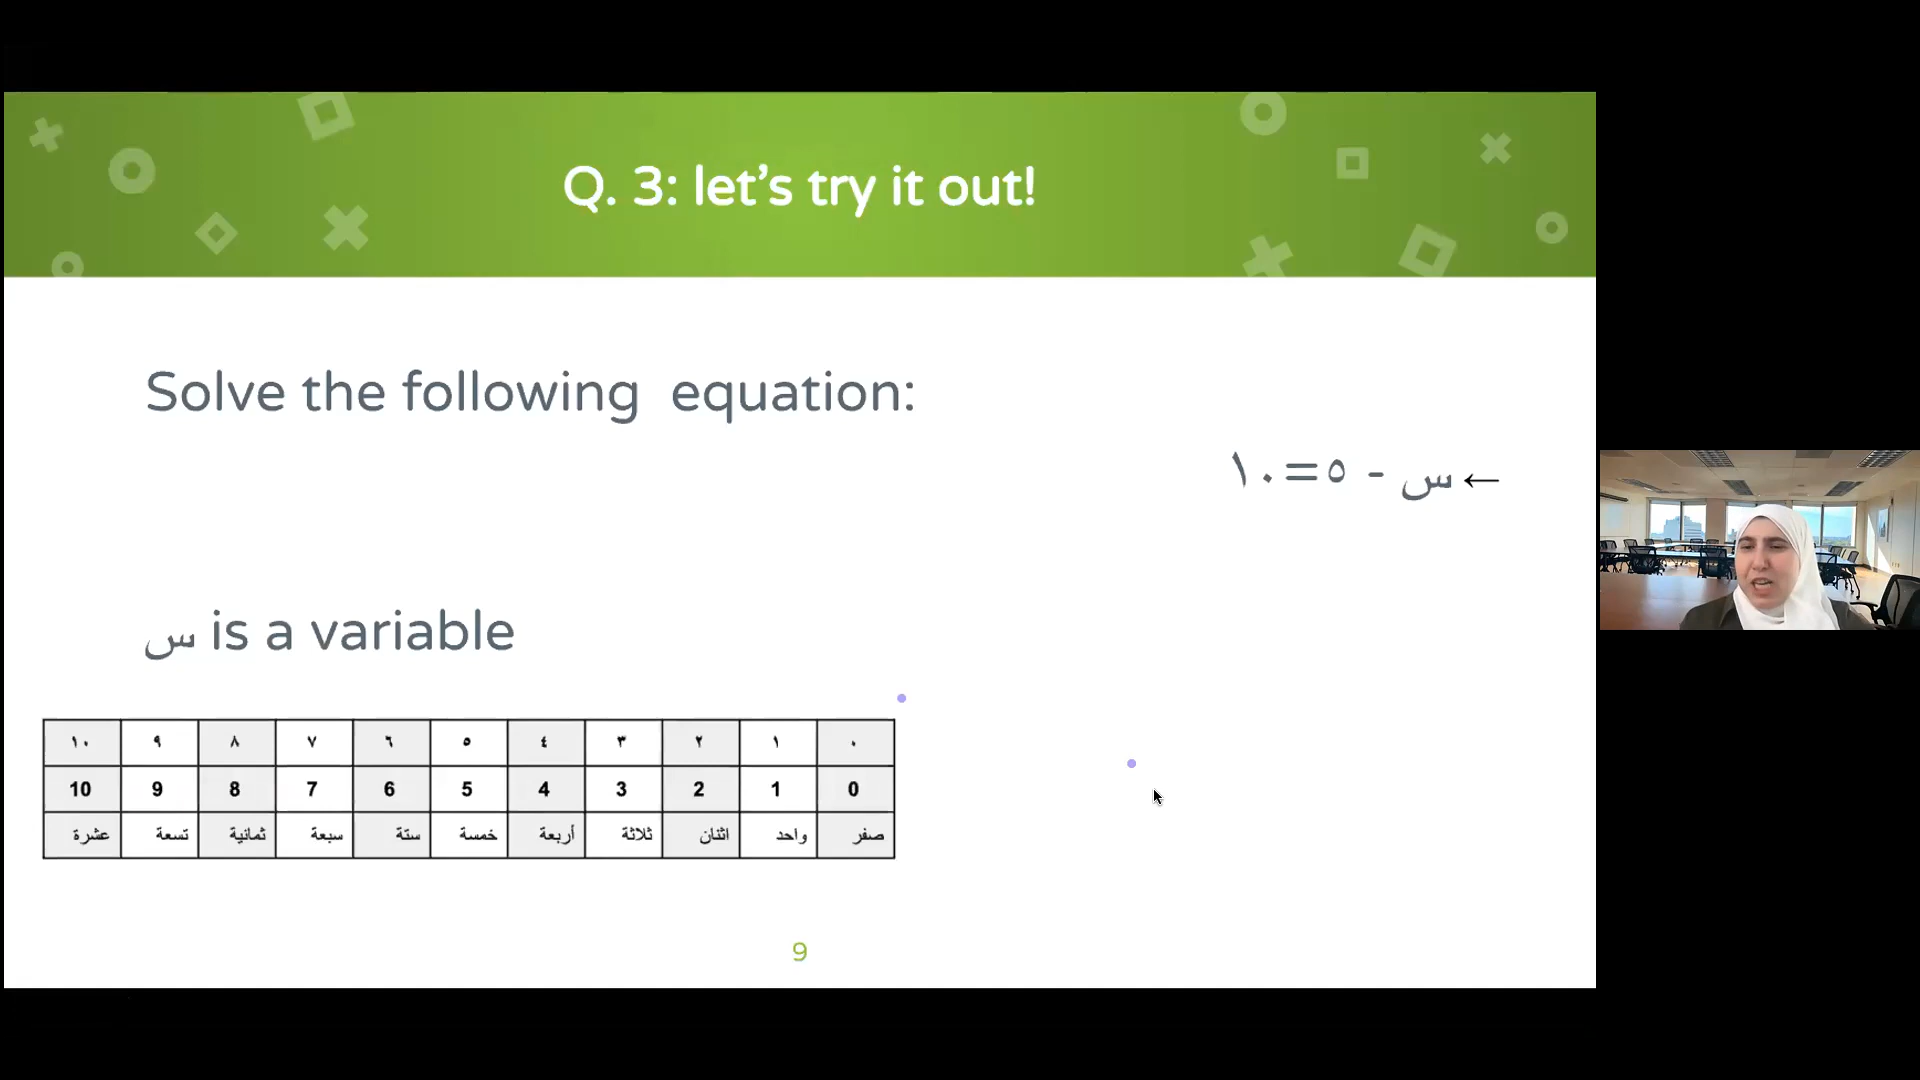 Q. 3: let's try it out!
Solve the following equation:
← س - ٥=١٠
س is a variable
١٠ ٩ ٨ ٧ ٦ ٥ ٤ ٣ ٢ ١ ٠
10 9 8 7 6 5 4 3 2 1 0
عشرة تسعة ثمانية سبعة ستة خمسة أربعة ثلاثة اثنان واحد صفر
9